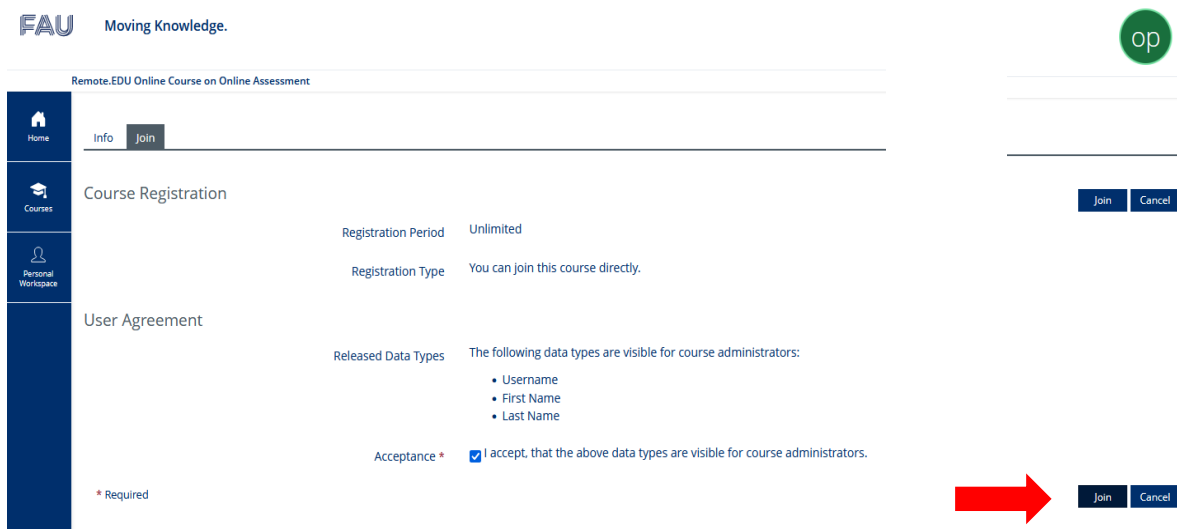 FAU Moving Knowledge.
op
Remote.EDU Online Course on Online Assessment
Home
Info Join
Courses
Course Registration
Join Cancel
Registration Period Unlimited
Registration Type You can join this course directly.
Personal
Workspace
User Agreement
Released Data Types The following data types are visible for course administrators:
• Username
• First Name
• Last Name
Acceptance * I accept, that the above data types are visible for course administrators.
* Required
Join Cancel